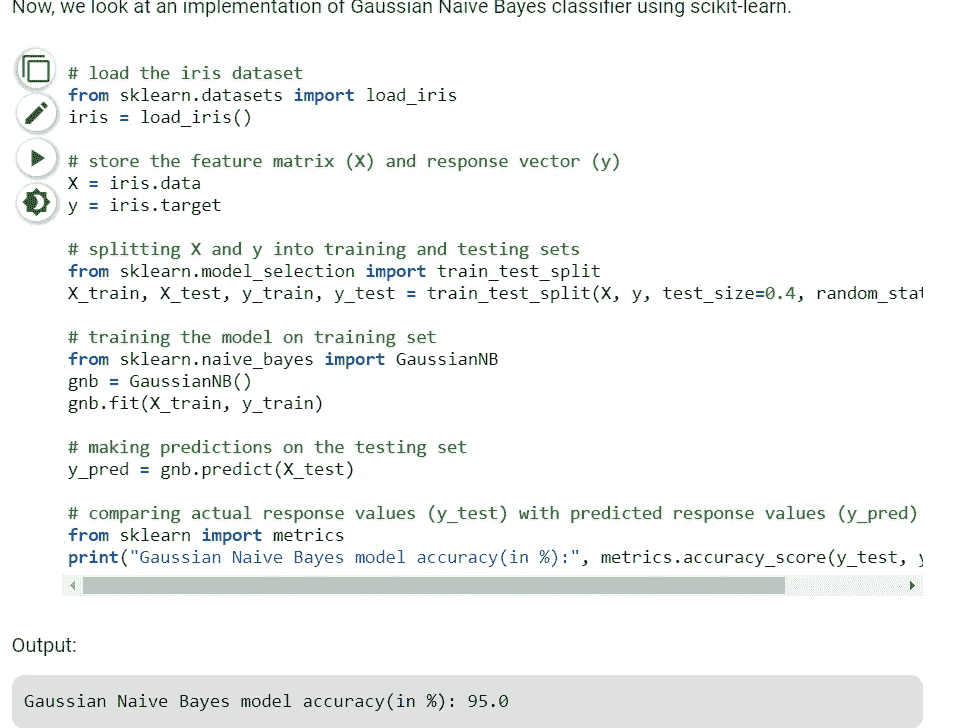 Now, we look at an implementation of Gaussian Naive Bayes classifier using scikit-learn.
# load the iris dataset
from sklearn.datasets import load_iris
iris = load_iris()
# store the feature matrix (X) and response vector (y)
X = iris.data
y = iris.target
# splitting X and y into training and testing sets
from sklearn.model_selection import train_test_split
X_train, X_test, y_train, y_test = train_test_split(X, y, test_size=0.4, random_stat
# training the model on training set
from sklearn.naive_bayes import GaussianNB
gnb = GaussianNB()
gnb.fit(X_train, y_train)
# making predictions on the testing set
y_pred = gnb.predict(X_test)
# comparing actual response values (y_test) with predicted response values (y_pred)
from sklearn import metrics
print("Gaussian Naive Bayes model accuracy(in %):", metrics.accuracy_score(y_test, y
Output:
Gaussian Naive Bayes model accuracy(in %): 95.0